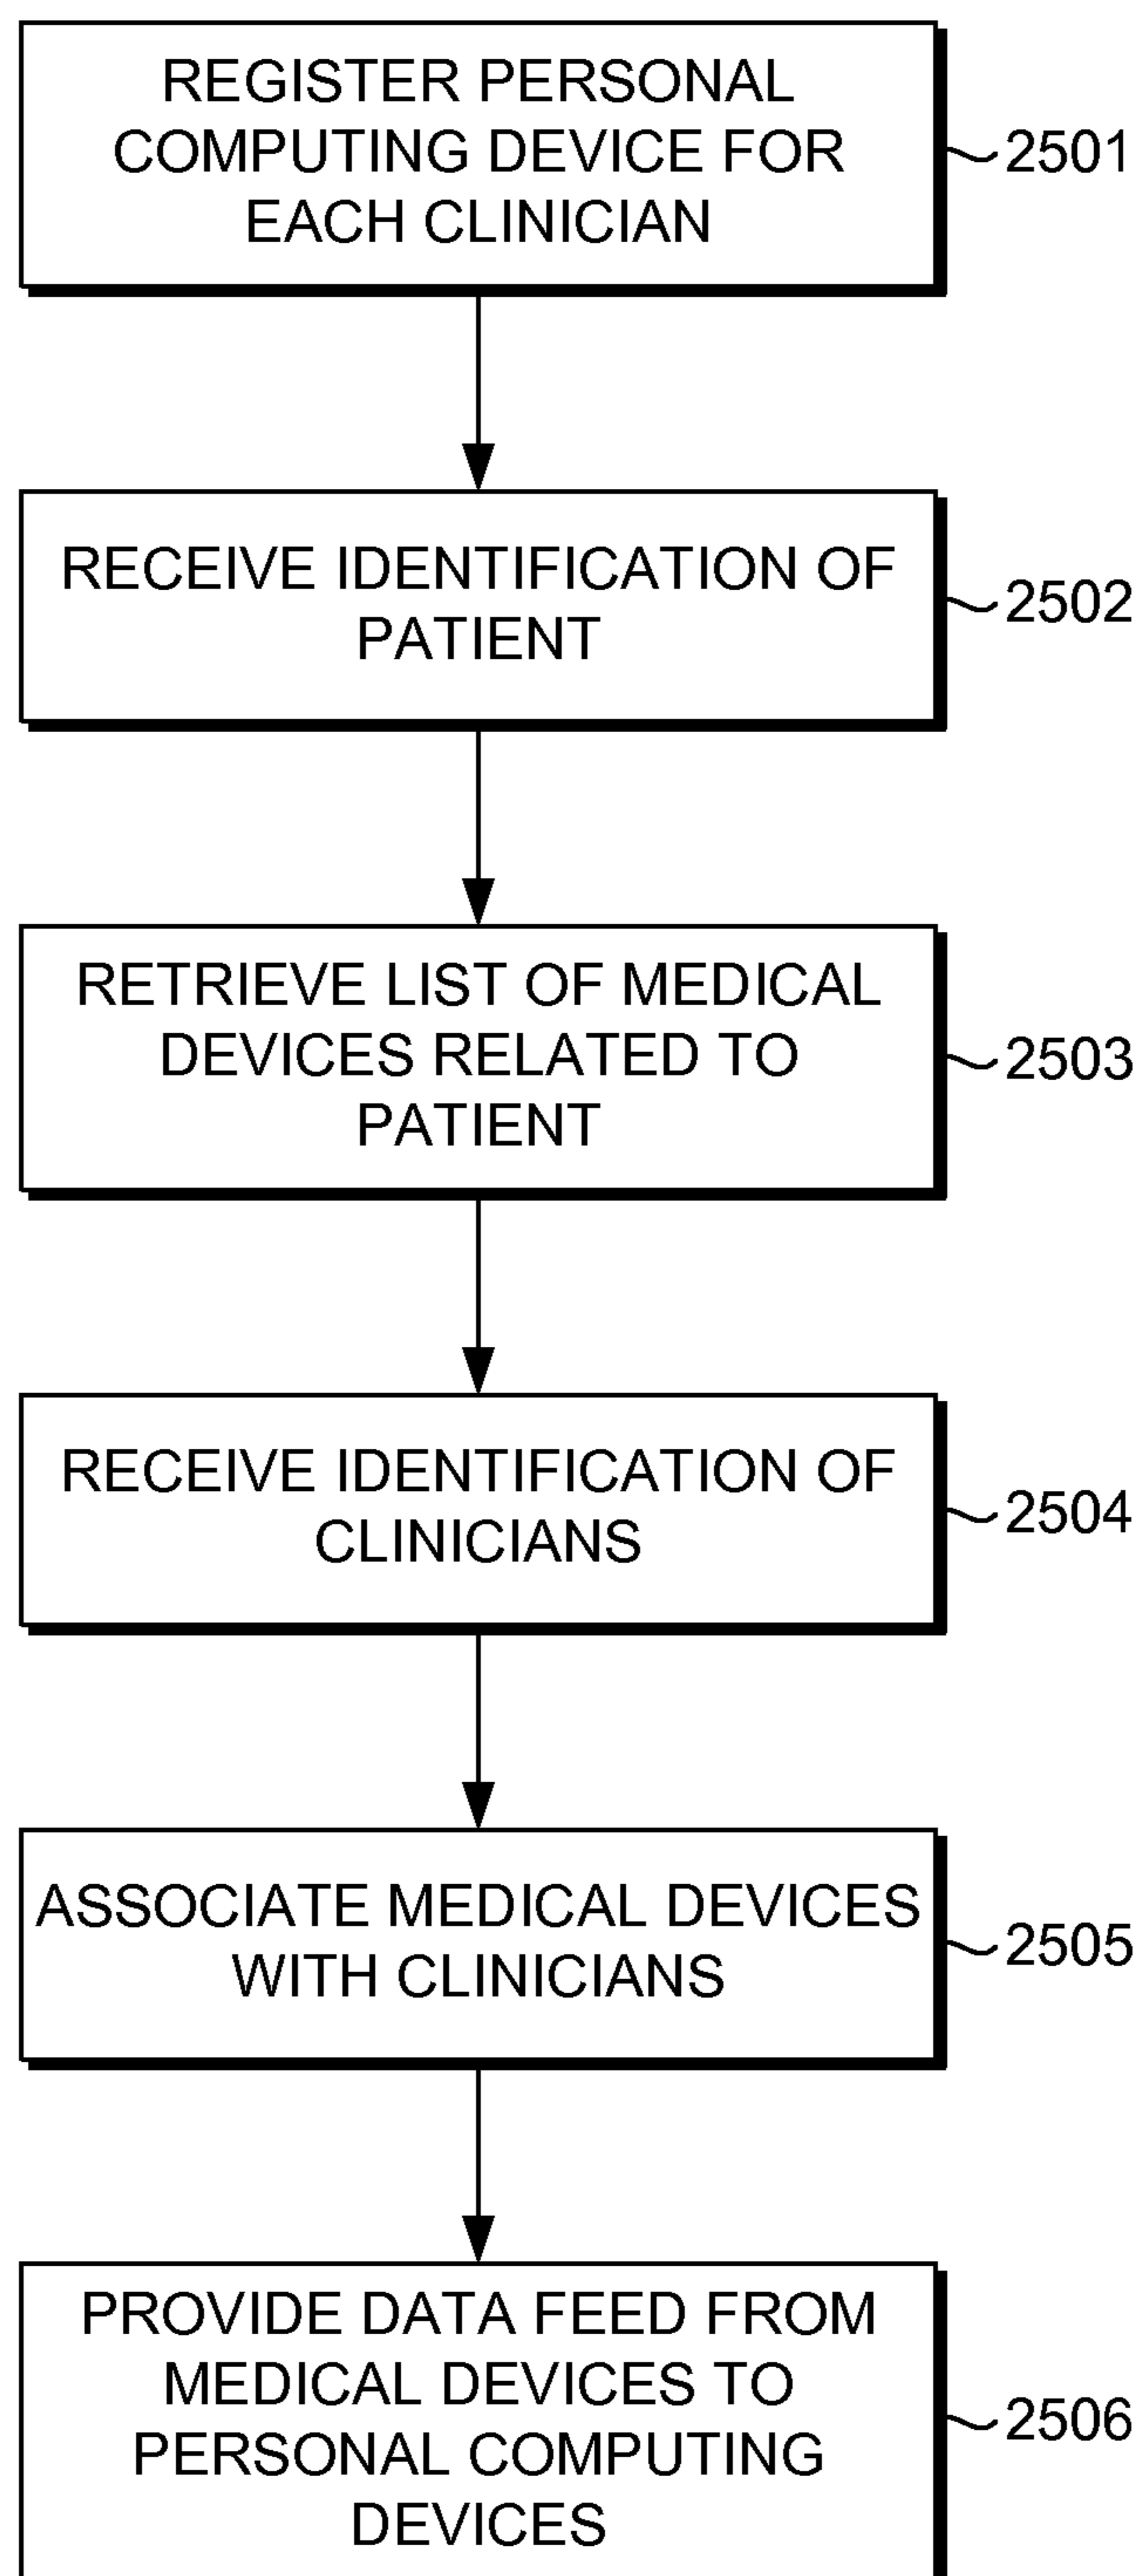 REGISTER PERSONAL
COMPUTING DEVICE FOR
EACH CLINICIAN
2501
RECEIVE IDENTIFICATION OF
PATIENT
2502
RETRIEVE LIST OF MEDICAL
DEVICES RELATED TO
PATIENT
2503
RECEIVE IDENTIFICATION OF
CLINICIANS
2504
ASSOCIATE MEDICAL DEVICES
WITH CLINICIANS
2505
PROVIDE DATA FEED FROM
MEDICAL DEVICES TO
PERSONAL COMPUTING
DEVICES
2506